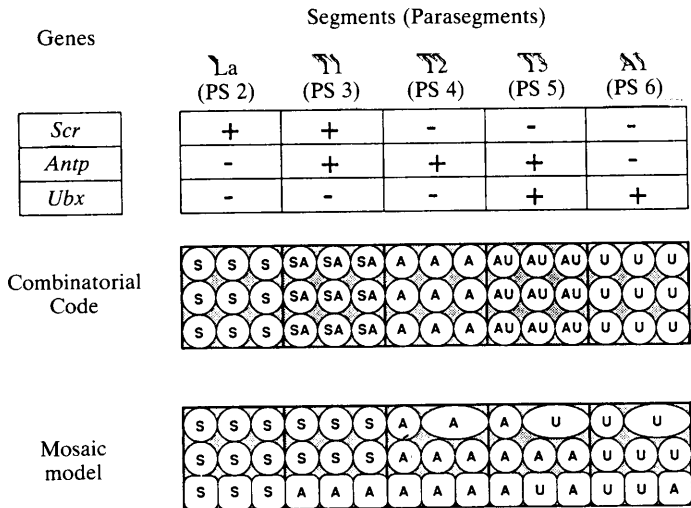 Segments (Parasegments)
Genes
La T1 T2 T3 A1
(PS 2) (PS 3) (PS 4) (PS 5) (PS 6)
Scr + + - - -
Antp - + + + -
Ubx - - - + +
Combinatorial
Code
S S S SA SA SA A A A AU AU AU U U U
S S S SA SA SA A A A AU AU AU U U U
S S S SA SA SA A A A AU AU AU U U U
Mosaic
model
S S S S S S A A A U U U
S S S S S S A A A A A A U U U
S S S A A A A A A A U A U U A